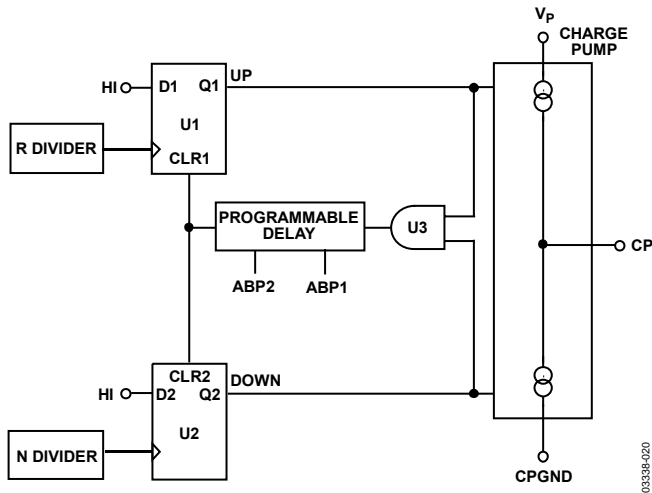 VP
CHARGE
PUMP
HI
D1
Q1
UP
U1
R DIVIDER
CLR1
PROGRAMMABLE
DELAY
U3
CP
ABP2
ABP1
CLR2
DOWN
HI
D2
Q2
U2
N DIVIDER
CPGND
03338-020